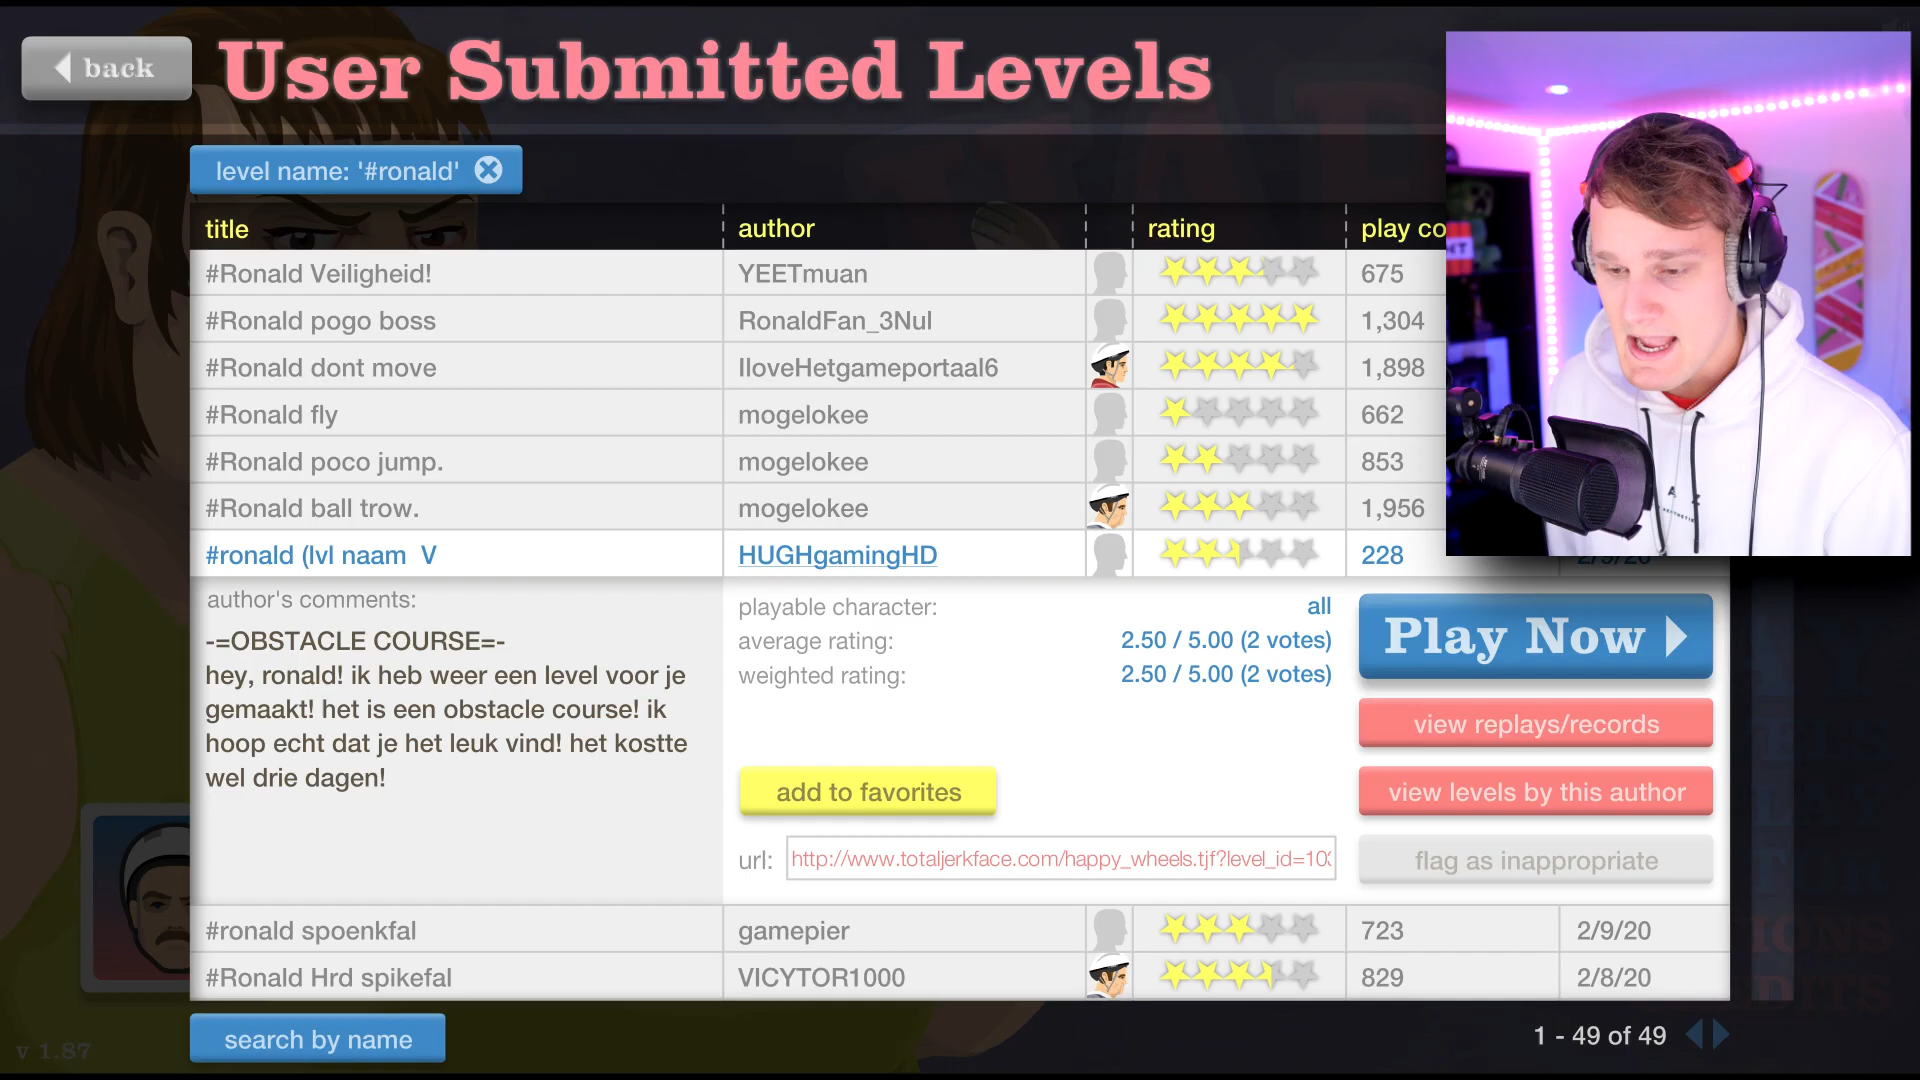 back
User Submitted Levels
level name: '#ronald'
title author rating play co
#Ronald Veiligheid! YEETmuan 675
#Ronald pogo boss RonaldFan_3Nul 1,304
#Ronald dont move IloveHetgameportaal6 1,898
#Ronald fly mogelokee 662
#Ronald poco jump. mogelokee 853
#Ronald ball trow. mogelokee 1,956
#ronald (lvl naam V HUGHgamingHD 228
author's comments:
-=OBSTACLE COURSE=-
hey, ronald! ik heb weer een level voor je
gemaakt! het is een obstacle course! ik
hoop echt dat je het leuk vind! het kostte
wel drie dagen!
playable character: all
average rating: 2.50 / 5.00 (2 votes)
weighted rating: 2.50 / 5.00 (2 votes)
add to favorites
url: http://www.totaljerkface.com/happy_wheels.tjf?level_id=10
Play Now
view replays/records
view levels by this author
flag as inappropriate
#ronald spoenkfal gamepier 723 2/9/20
#Ronald Hrd spikefal VICYTOR1000 829 2/8/20
search by name
1 - 49 of 49
v 1.87